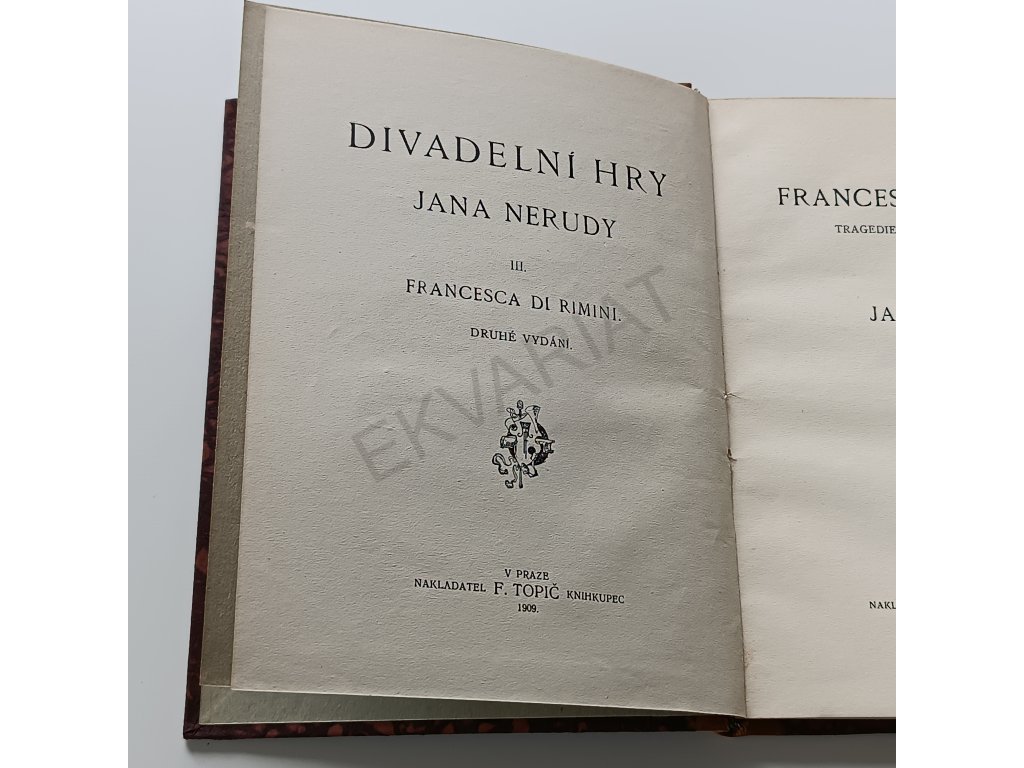 DIVADELNÍ HRY
JANA NERUDY
III.
FRANCESCA DI RIMINI.
DRUHÉ VYDÁNÍ.
EKVARIAT
V PRAZE
NAKLADATEL F. TOPIČ KNIHKUPEC
1909.
FRANCES
TRAGEDIE
JA
NAKL